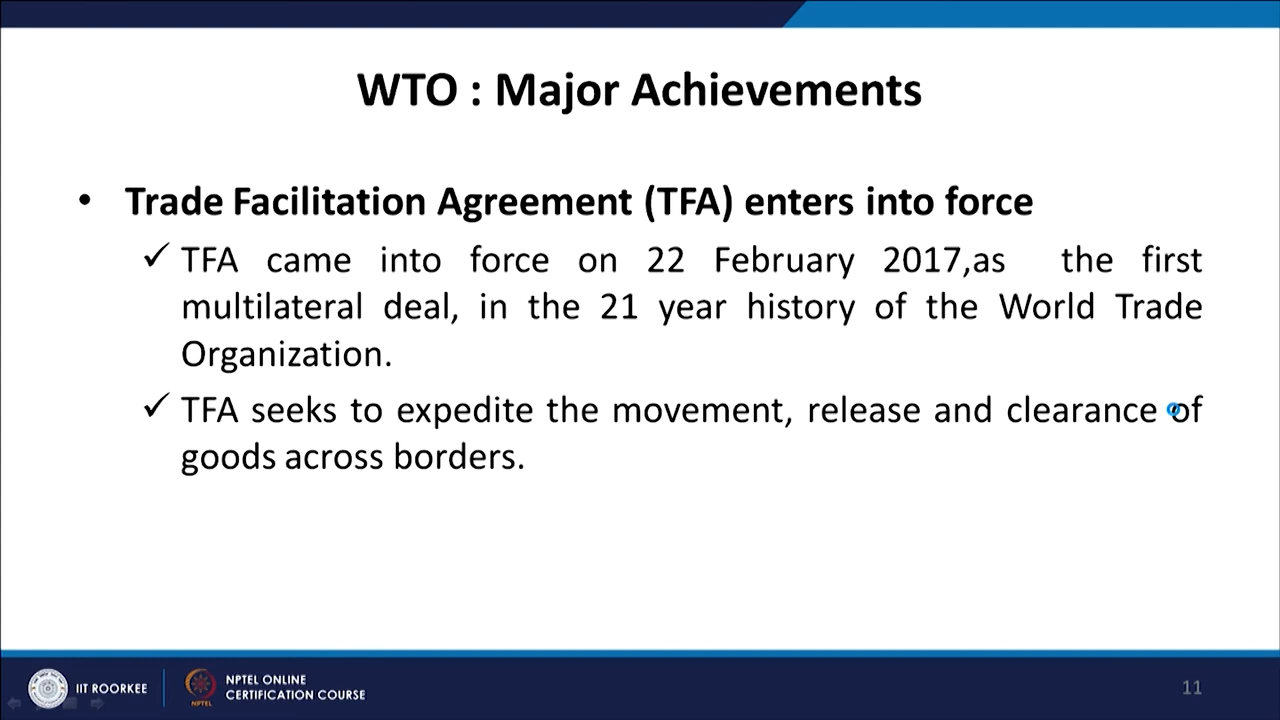 WTO : Major Achievements
• Trade Facilitation Agreement (TFA) enters into force
✓ TFA came into force on 22 February 2017,as the first
multilateral deal, in the 21 year history of the World Trade
Organization.
✓ TFA seeks to expedite the movement, release and clearance of
goods across borders.
IIT ROORKEE
NPTEL
NPTEL ONLINE
CERTIFICATION COURSE
11